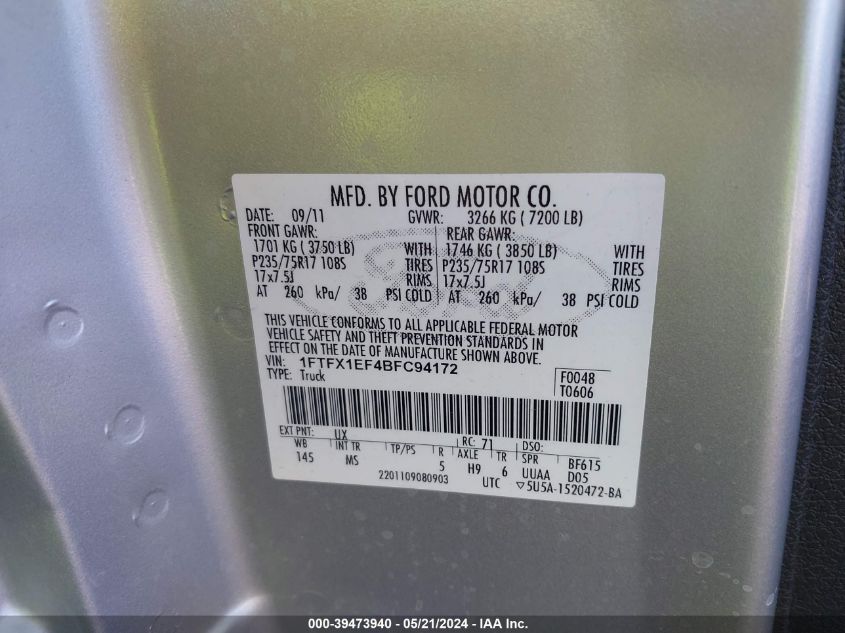 MFD. BY FORD MOTOR CO.
DATE: 09/11 GVWR: 3266 KG ( 7200 LB)
FRONT GAWR: REAR GAWR:
1701 KG ( 3750 LB) WITH 1746 KG ( 3850 LB) WITH
P235/75R17 108S TIRES P235/75R17 108S TIRES
17x7.5J RIMS 17x7.5J RIMS
AT 260 kPa/ 38 PSI COLD AT 260 kPa/ 38 PSI COLD
Ford
THIS VEHICLE CONFORMS TO ALL APPLICABLE FEDERAL MOTOR
VEHICLE SAFETY AND THEFT PREVENTION STANDARDS IN
EFFECT ON THE DATE OF MANUFACTURE SHOWN ABOVE.
VIN: 1FTFX1EF4BFC94172 F0048
TYPE: Truck T0606
EXT PNT: UX RC: 71 DSO:
WB INT TR TP/PS R AXLE TR SPR BF615
145 MS 5 H9 6 UUAA D05
2201109080903 UTC ▽5U5A-1520472-BA
000-39473940 - 05/21/2024 - IAA Inc.